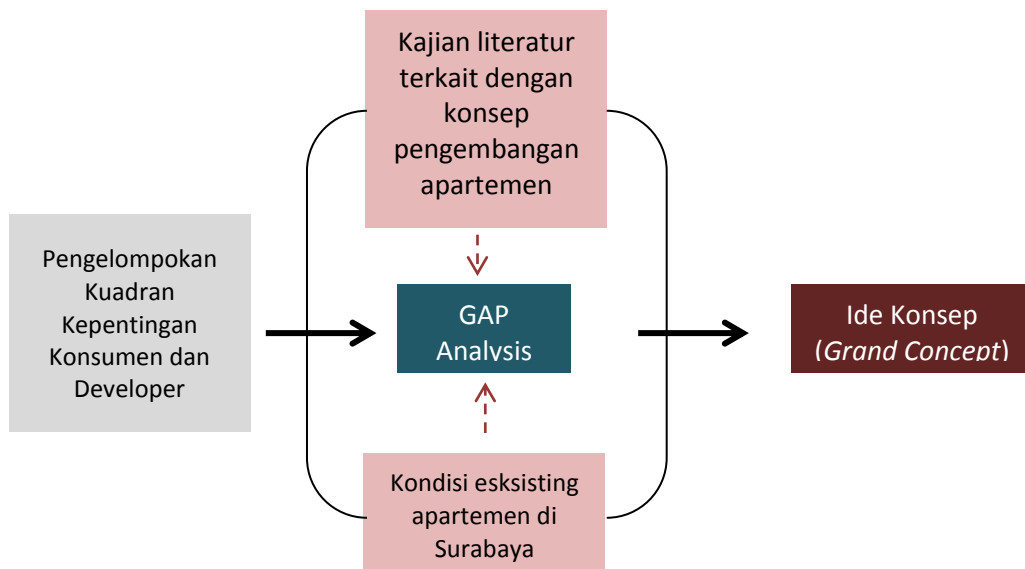 Kajian literatur
terkait dengan
konsep
pengembangan
apartemen
Pengelompokan
Kuadran
Kepentingan
Konsumen dan
Developer
GAP
Analysis
Ide Konsep
(Grand Concept)
Kondisi esksisting
apartemen di
Surabaya